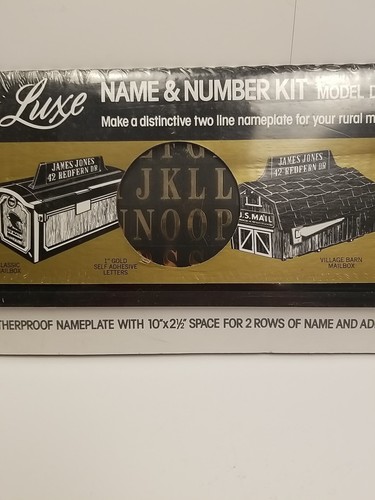 Luxe
NAME & NUMBER KIT MODEL D
Make a distinctive two line nameplate for your rural m
JAMES JONES
42 REDFERN DR
JAMES JONES
42 REDFERN DR
JKLL
NOOP
U.S.MAIL
CLASSIC
MAILBOX
1" GOLD
SELF ADHESIVE
LETTERS
VILLAGE BARN
MAILBOX
THERPROOF NAMEPLATE WITH 10"x2½" SPACE FOR 2 ROWS OF NAME AND AD